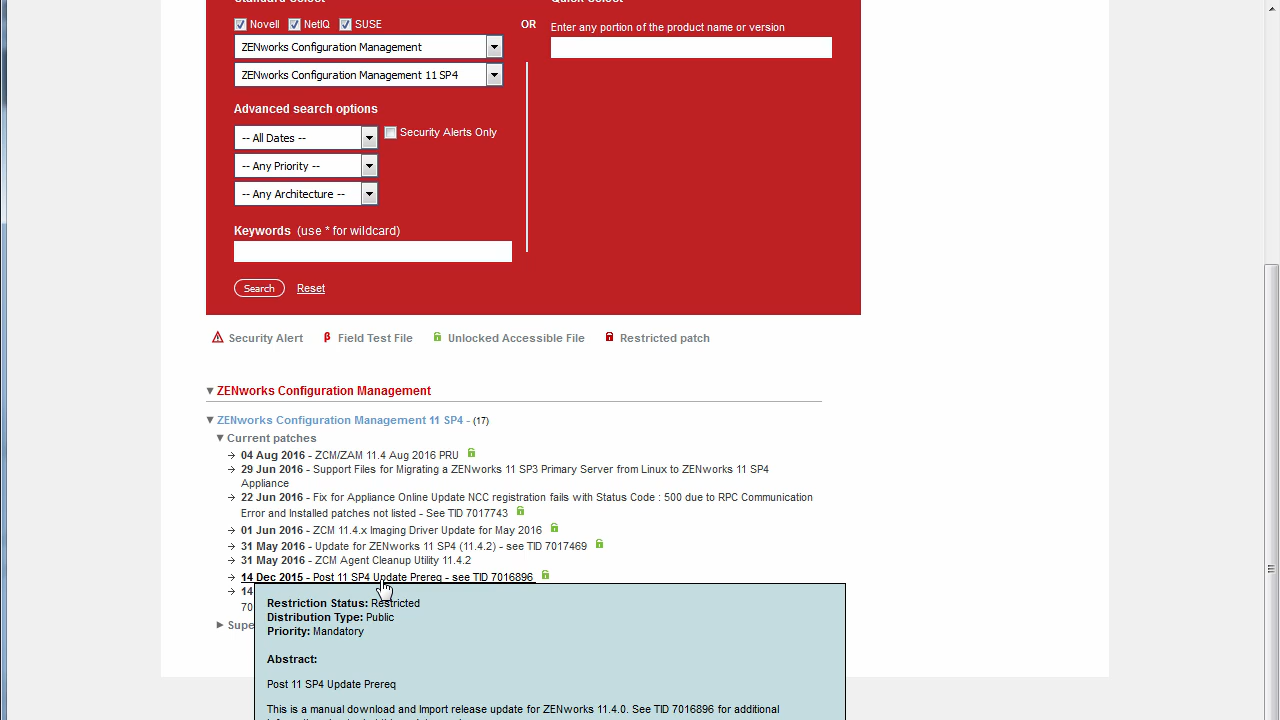 Novell NetIQ SUSE
OR
Enter any portion of the product name or version
ZENworks Configuration Management
ZENworks Configuration Management 11 SP4
Advanced search options
-- All Dates --
Security Alerts Only
-- Any Priority --
-- Any Architecture --
Keywords (use * for wildcard)
Search Reset
Security Alert β Field Test File Unlocked Accessible File Restricted patch
ZENworks Configuration Management
ZENworks Configuration Management 11 SP4 - (17)
Current patches
04 Aug 2016 - ZCM/ZAM 11.4 Aug 2016 PRU
29 Jun 2016 - Support Files for Migrating a ZENworks 11 SP3 Primary Server from Linux to ZENworks 11 SP4
Appliance
22 Jun 2016 - Fix for Appliance Online Update NCC registration fails with Status Code : 500 due to RPC Communication
Error and Installed patches not listed - See TID 7017743
01 Jun 2016 - ZCM 11.4.x Imaging Driver Update for May 2016
31 May 2016 - Update for ZENworks 11 SP4 (11.4.2) - see TID 7017469
31 May 2016 - ZCM Agent Cleanup Utility 11.4.2
14 Dec 2015 - Post 11 SP4 Update Prereq - see TID 7016896
14
70
Supe
Restriction Status: Restricted
Distribution Type: Public
Priority: Mandatory
Abstract:
Post 11 SP4 Update Prereq
This is a manual download and Import release update for ZENworks 11.4.0. See TID 7016896 for additional